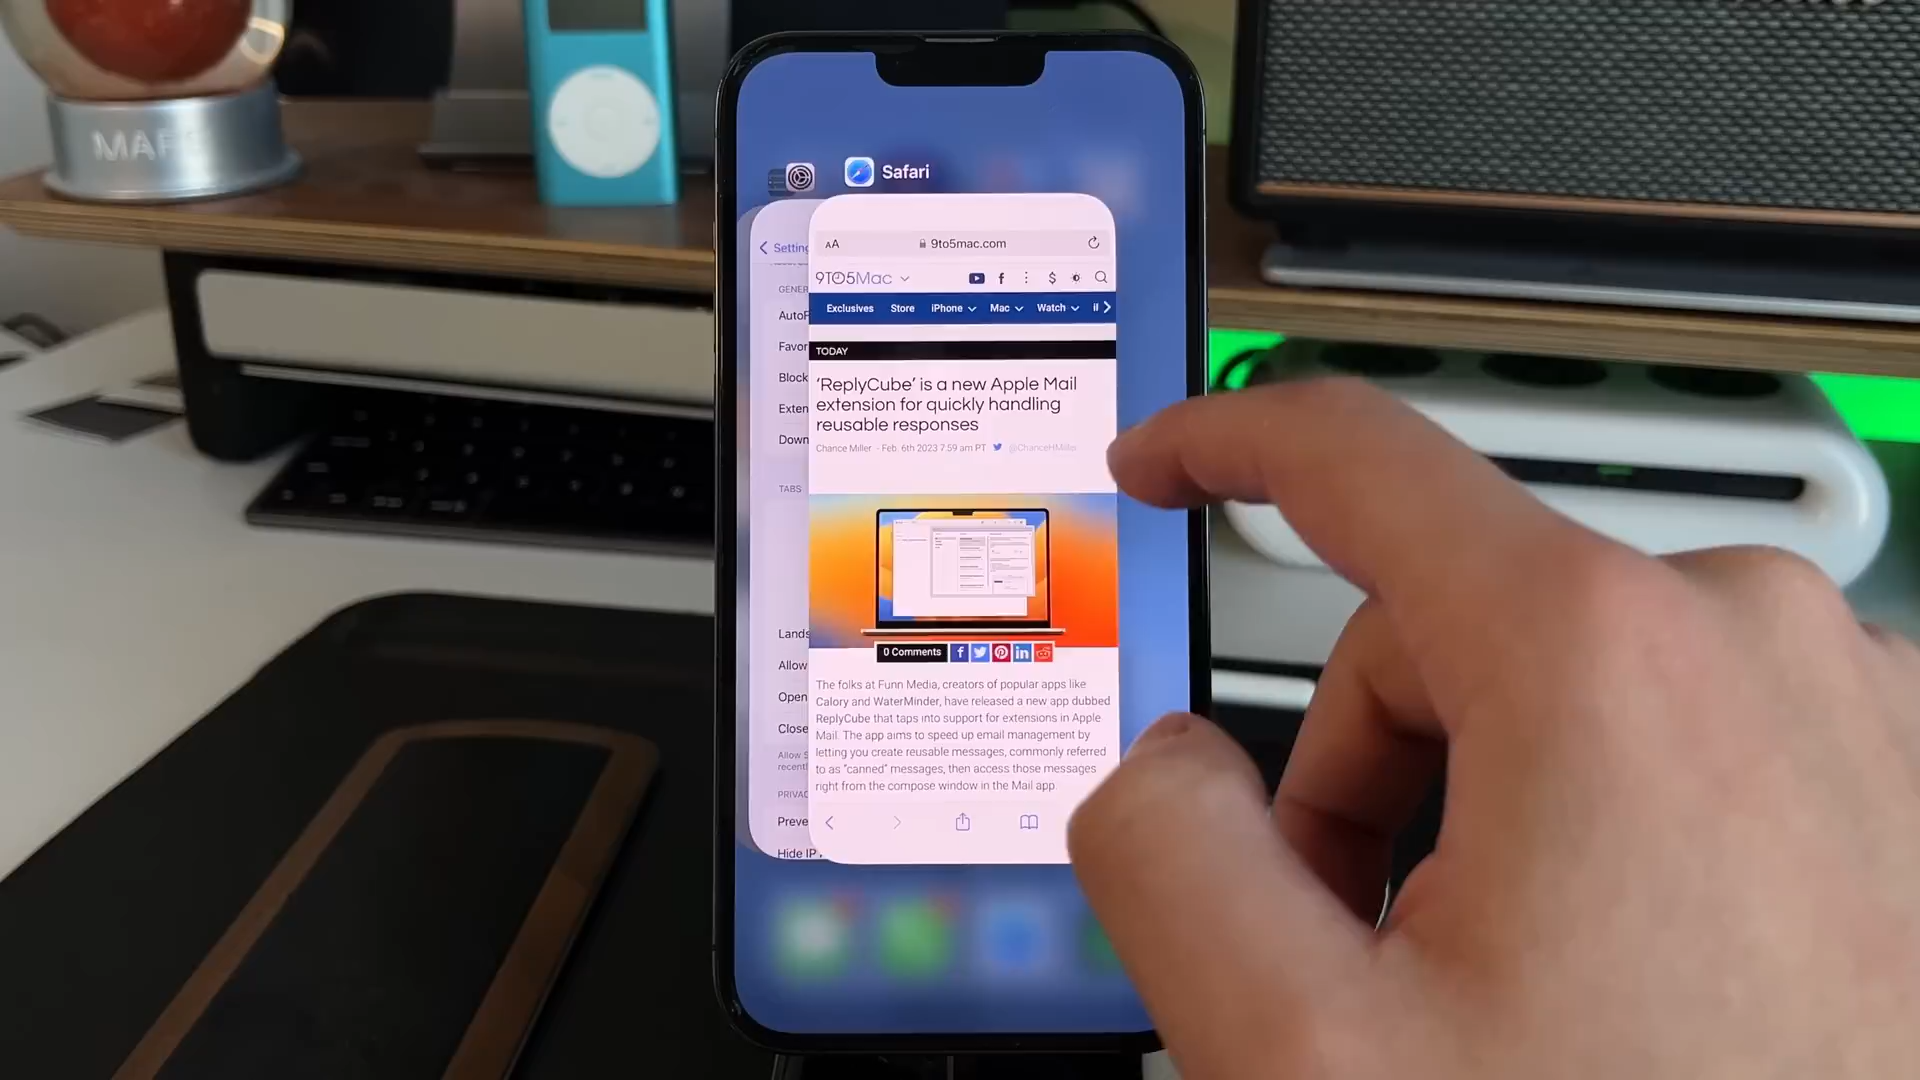 Safari
Setting
AA
9to5mac.com
9TO5Mac
$
Exclusives Store iPhone Mac Watch
TODAY
'ReplyCube' is a new Apple Mail
extension for quickly handling
reusable responses
Chance Miller - Feb. 6th 2023 7:59 am PT @ChanceHMiller
0 Comments
The folks at Funn Media, creators of popular apps like
Calory and WaterMinder, have released a new app dubbed
ReplyCube that taps into support for extensions in Apple
Mail. The app aims to speed up email management by
letting you create reusable messages, commonly referred
to as "canned" messages, then access those messages
right from the compose window in the Mail app.
GENER
AutoF
Favor
Block
Exten
Down
TABS
Lands
Allow
Open
Close
Allow S
recent
PRIVAC
Preve
Hide IP